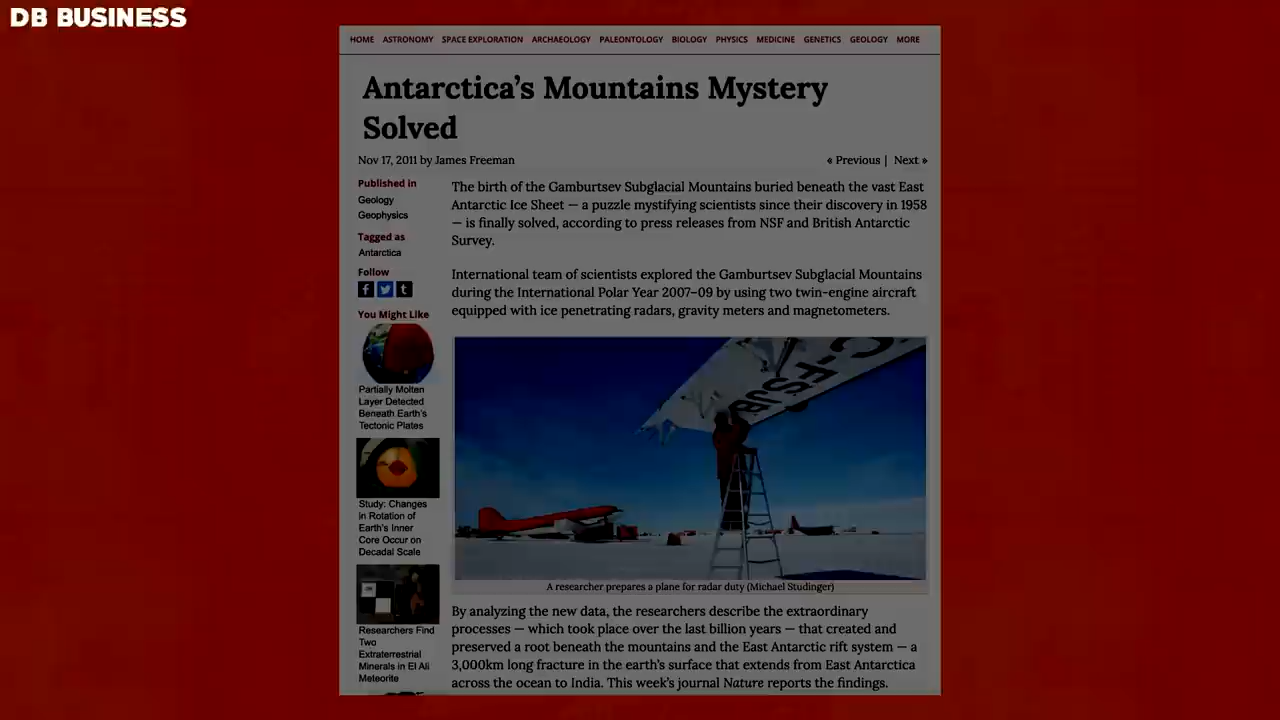 DB BUSINESS
HOME ASTRONOMY SPACE EXPLORATION ARCHAEOLOGY PALEONTOLOGY BIOLOGY PHYSICS MEDICINE GENETICS GEOLOGY MORE
Antarctica’s Mountains Mystery
Solved
Nov 17, 2011 by James Freeman
« Previous | Next »
Published in
Geology
Geophysics
Tagged as
Antarctica
Follow
You Might Like
Partially Molten
Layer Detected
Beneath Earth’s
Tectonic Plates
Study: Changes
in Rotation of
Earth’s Inner
Core Occur on
Decadal Scale
Researchers Find
Two
Extraterrestrial
Minerals in El Ali
Meteorite
The birth of the Gamburtsev Subglacial Mountains buried beneath the vast East
Antarctic Ice Sheet — a puzzle mystifying scientists since their discovery in 1958
— is finally solved, according to press releases from NSF and British Antarctic
Survey.
International team of scientists explored the Gamburtsev Subglacial Mountains
during the International Polar Year 2007–09 by using two twin-engine aircraft
equipped with ice penetrating radars, gravity meters and magnetometers.
C-FSJB
A researcher prepares a plane for radar duty (Michael Studinger)
By analyzing the new data, the researchers describe the extraordinary
processes — which took place over the last billion years — that created and
preserved a root beneath the mountains and the East Antarctic rift system — a
3,000km long fracture in the earth’s surface that extends from East Antarctica
across the ocean to India. This week’s journal Nature reports the findings.